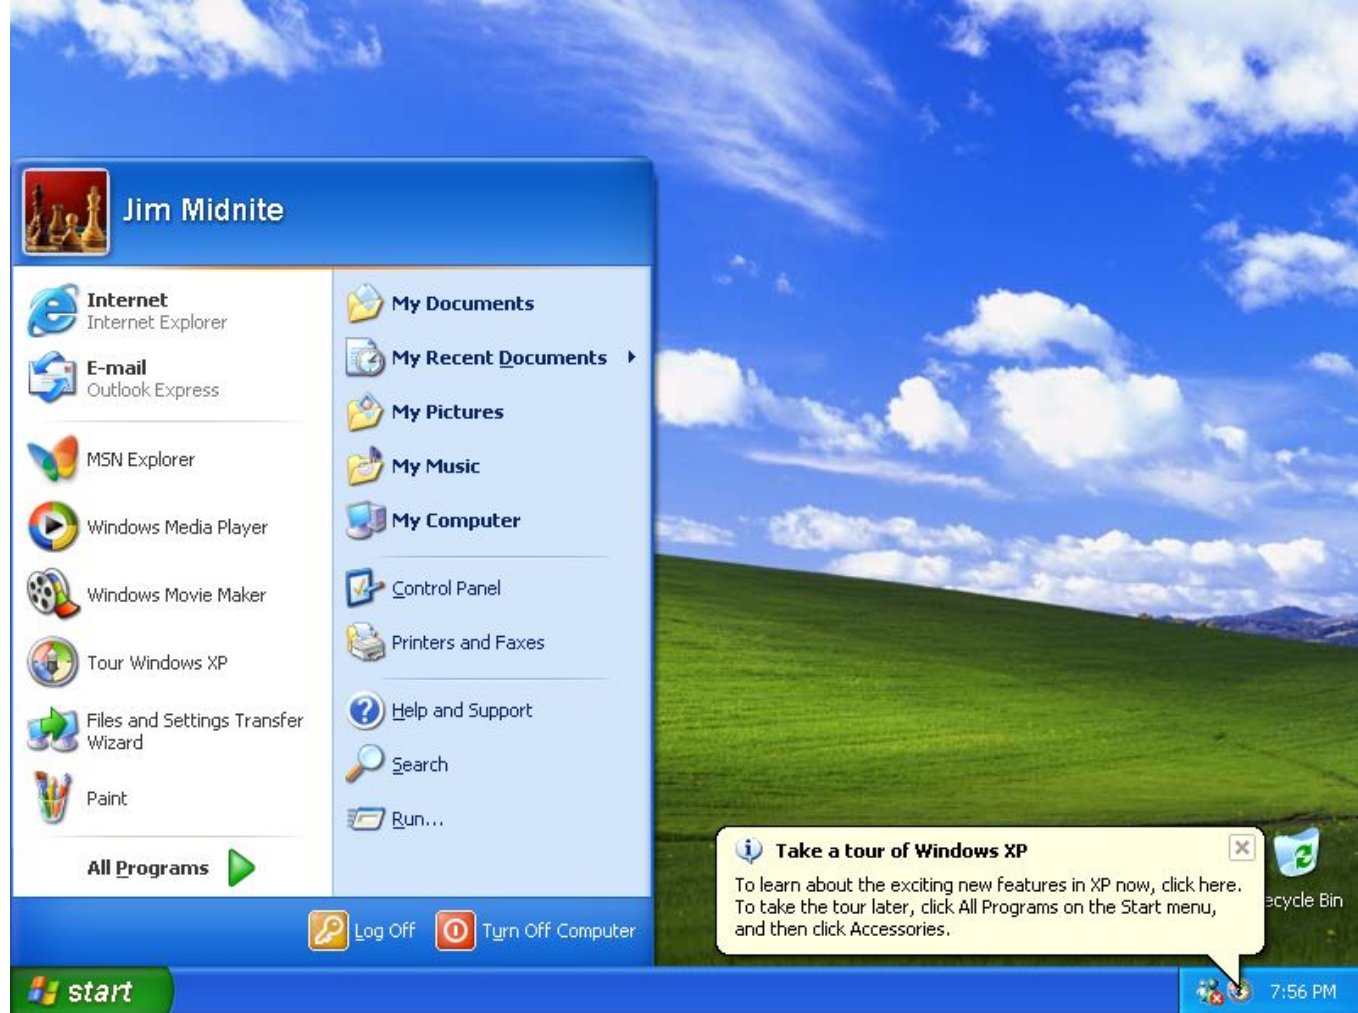 Jim Midnite
Internet
Internet Explorer
E-mail
Outlook Express
MSN Explorer
Windows Media Player
Windows Movie Maker
Tour Windows XP
Files and Settings Transfer
Wizard
Paint
All Programs
My Documents
My Recent Documents
My Pictures
My Music
My Computer
Control Panel
Printers and Faxes
Help and Support
Search
Run...
Log Off
Turn Off Computer
Take a tour of Windows XP
To learn about the exciting new features in XP now, click here.
To take the tour later, click All Programs on the Start menu,
and then click Accessories.
ecycle Bin
start
7:56 PM